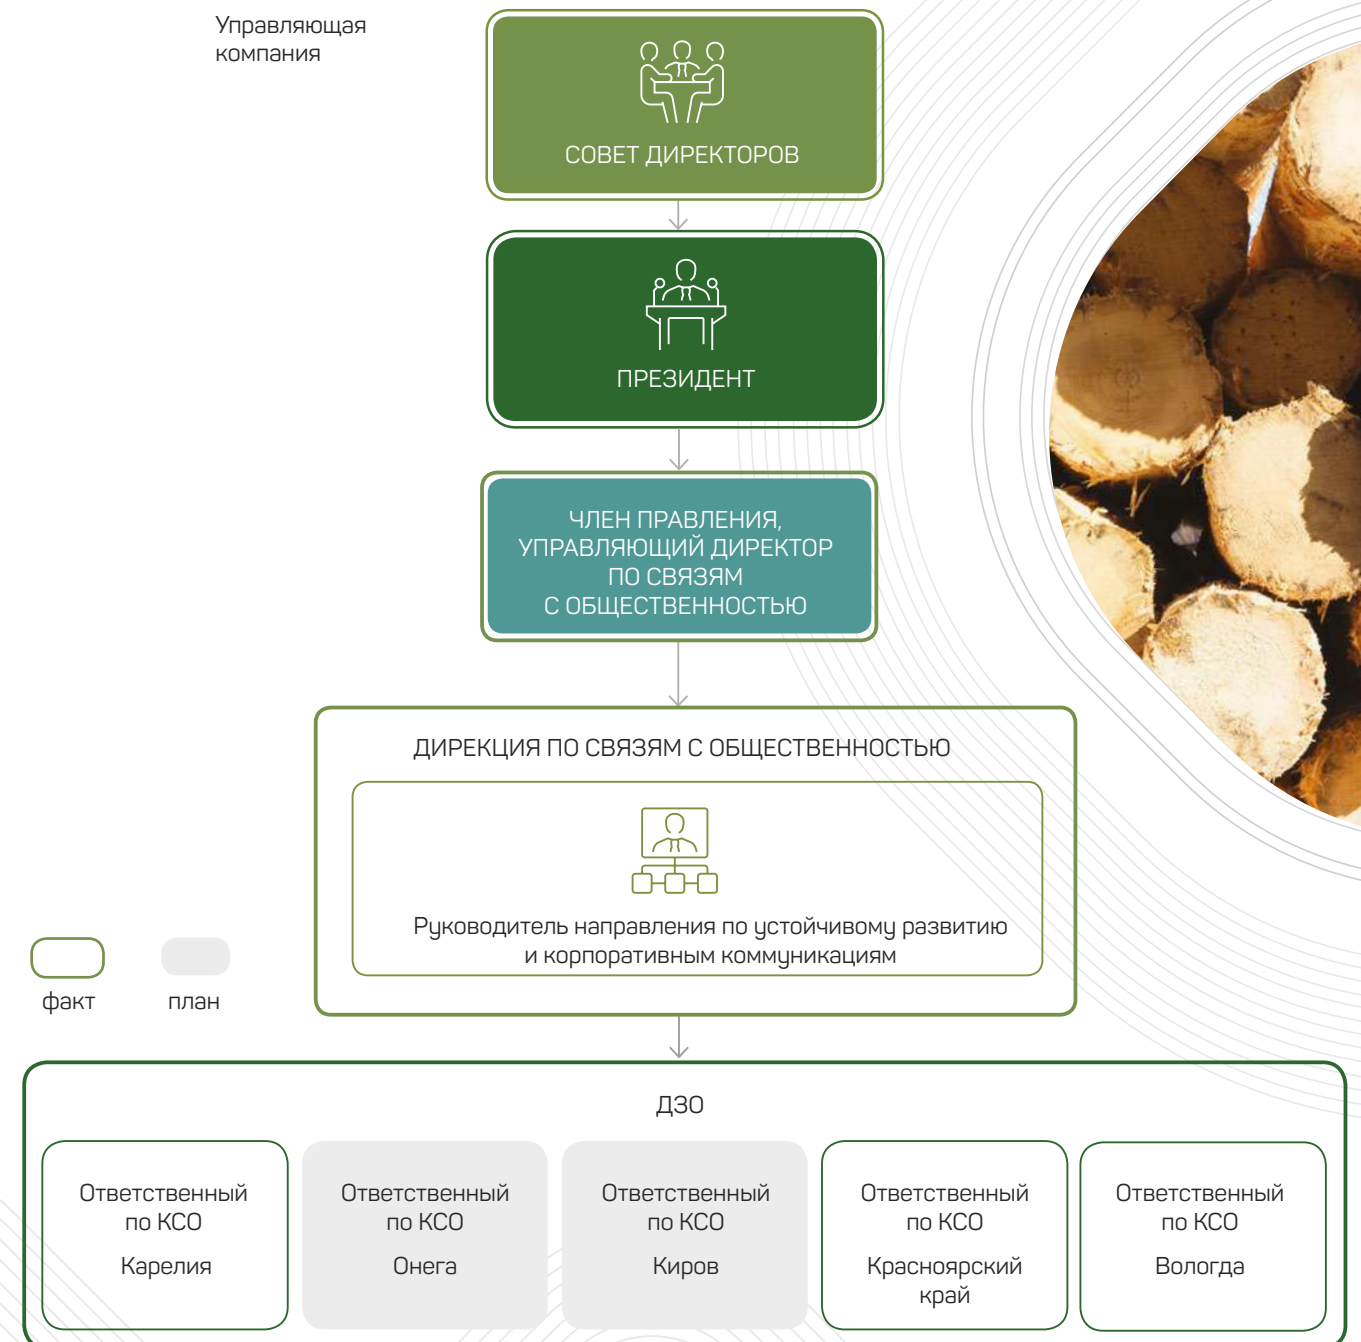 Управляющая
компания
СОВЕТ ДИРЕКТОРОВ
ПРЕЗИДЕНТ
ЧЛЕН ПРАВЛЕНИЯ,
УПРАВЛЯЮЩИЙ ДИРЕКТОР
ПО СВЯЗЯМ
С ОБЩЕСТВЕННОСТЬЮ
ДИРЕКЦИЯ ПО СВЯЗЯМ С ОБЩЕСТВЕННОСТЬЮ
Руководитель направления по устойчивому развитию
и корпоративным коммуникациям
факт
план
ДЗО
Ответственный
по КСО
Карелия
Ответственный
по КСО
Онега
Ответственный
по КСО
Киров
Ответственный
по КСО
Красноярский
край
Ответственный
по КСО
Вологда